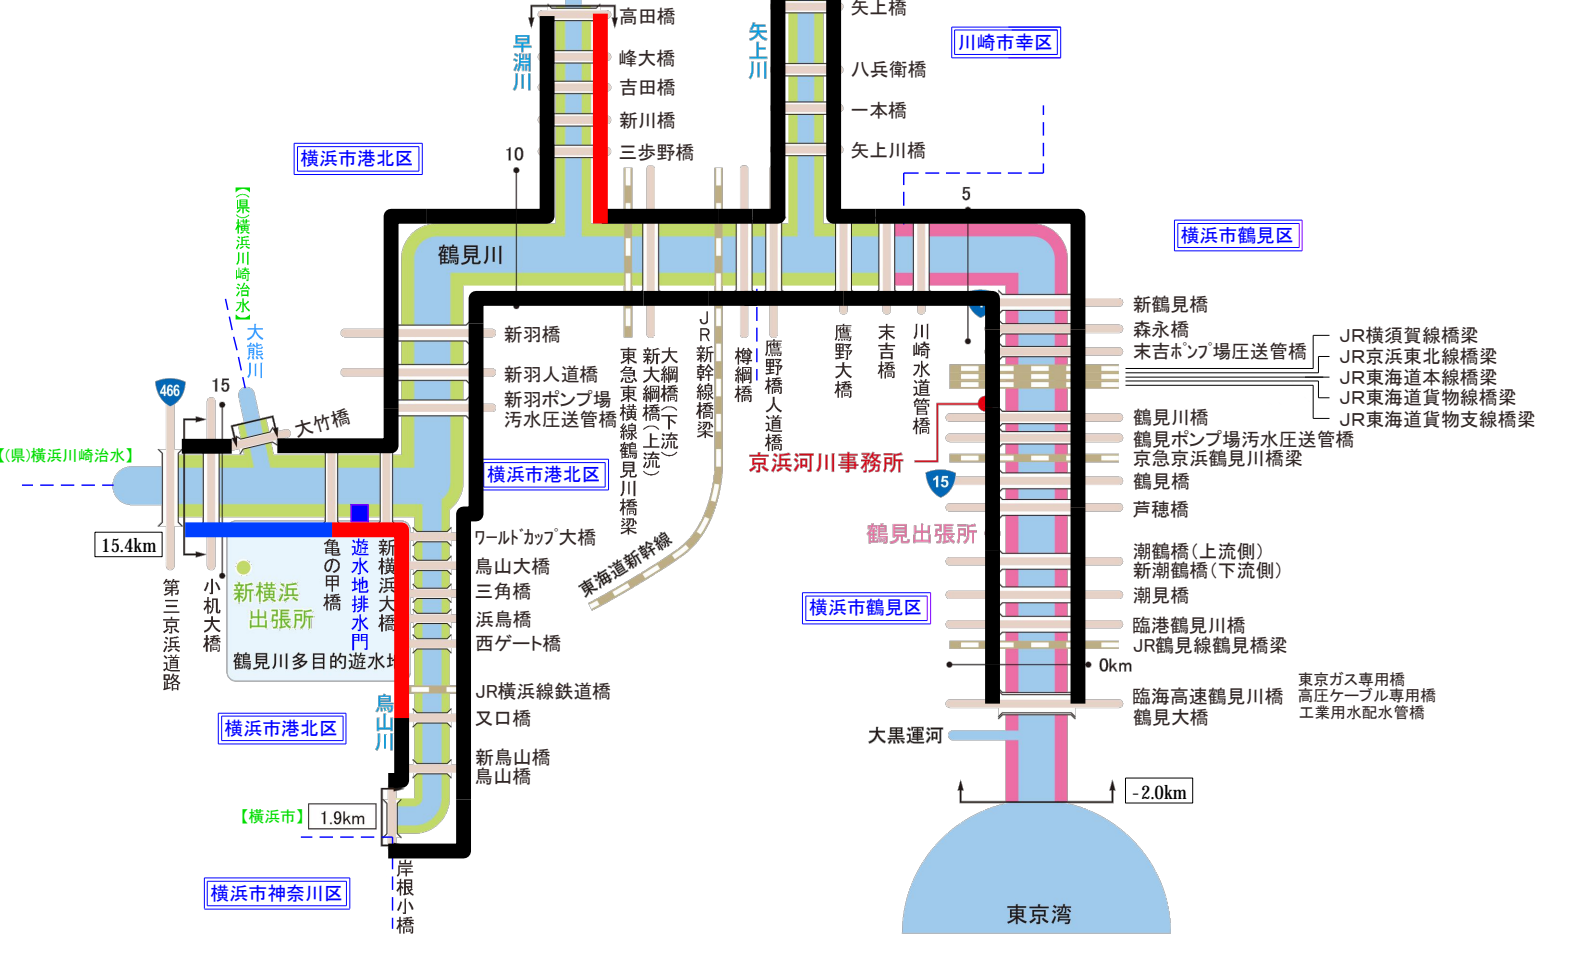 高田橋
早淵川
峰大橋
吉田橋
新川橋
三歩野橋
矢上橋
矢上川
八兵衛橋
一本橋
矢上川橋
川崎市幸区
横浜市港北区
10
5
横浜市鶴見区
【(県)横浜川崎治水】
鶴見川
大熊川
新羽橋
新羽人道橋
新羽ポンプ場
汚水圧送管橋
東急東横線鶴見川橋梁
新大綱橋(上流)
大綱橋(下流)
JR新幹線橋梁
樽綱橋
鷹野橋人道橋
鷹野大橋
末吉橋
川崎水道管橋
新鶴見橋
森永橋
末吉ポンプ場圧送管橋
JR横須賀線橋梁
JR京浜東北線橋梁
JR東海道本線橋梁
JR東海道貨物線橋梁
JR東海道貨物支線橋梁
鶴見川橋
鶴見ポンプ場汚水圧送管橋
京急京浜鶴見川橋梁
鶴見橋
芦穂橋
466
15
大竹橋
【(県)横浜川崎治水】
横浜市港北区
京浜河川事務所
15
鶴見出張所
15.4km
第三京浜道路
小机大橋
新横浜
出張所
亀の甲橋
遊水地排水門
新横浜大橋
鶴見川多目的遊水地
ワールドカップ大橋
鳥山大橋
三角橋
浜鳥橋
西ゲート橋
JR横浜線鉄道橋
又口橋
新鳥山橋
鳥山橋
東海道新幹線
鳥山川
横浜市港北区
横浜市鶴見区
潮鶴橋(上流側)
新潮鶴橋(下流側)
潮見橋
臨港鶴見川橋
JR鶴見線鶴見橋梁
0km
臨海高速鶴見川橋
鶴見大橋
東京ガス専用橋
高圧ケーブル専用橋
工業用水配水管橋
大黒運河
-2.0km
【横浜市】
1.9km
横浜市神奈川区
岸根小橋
東京湾